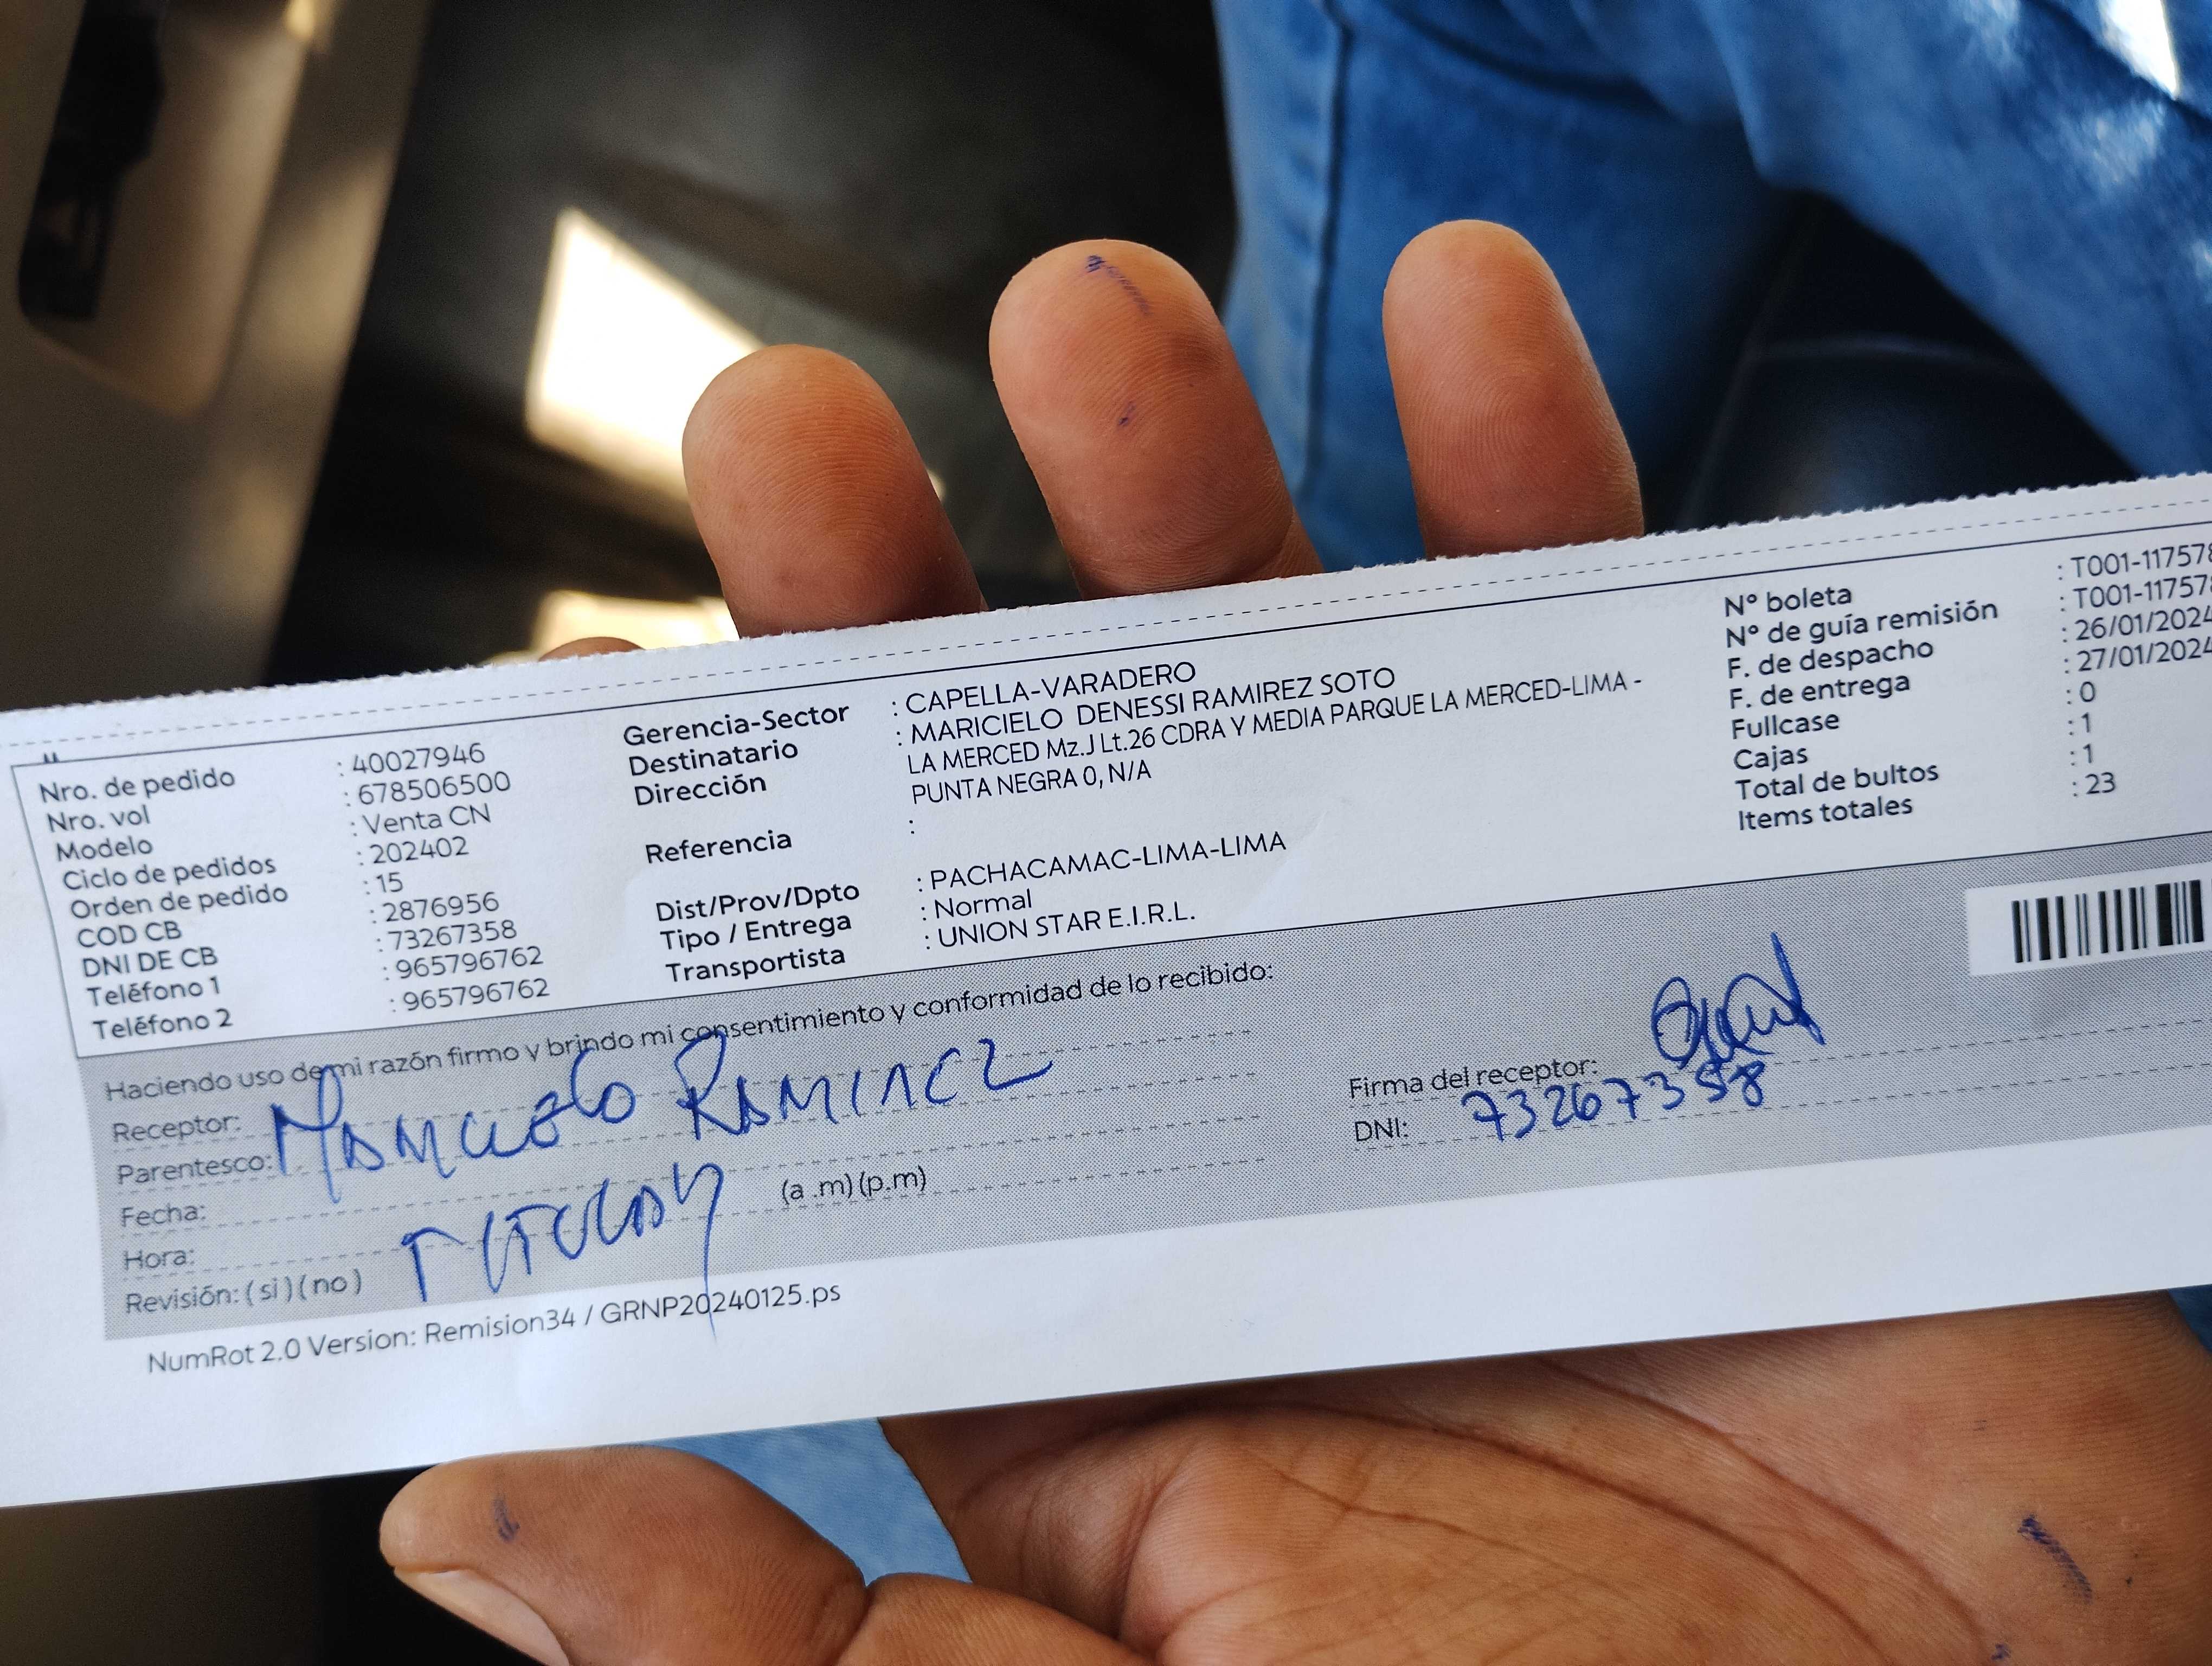 Nro. de pedido : 40027946
Nro. vol : 678506500
Modelo : Venta CN
Ciclo de pedidos : 202402
Orden de pedido : 15
COD CB : 2876956
DNI DE CB : 73267358
Teléfono 1 : 965796762
Teléfono 2 : 965796762
Gerencia-Sector : CAPELLA-VARADERO
Destinatario : MARICIELO DENESSI RAMIREZ SOTO
Dirección : LA MERCED Mz.J Lt.26 CDRA Y MEDIA PARQUE LA MERCED-LIMA -
PUNTA NEGRA 0, N/A
Referencia :
Dist/Prov/Dpto : PACHACAMAC-LIMA-LIMA
Tipo / Entrega : Normal
Transportista : UNION STAR E.I.R.L.
N° boleta : T001-117578
N° de guía remisión : T001-11757
F. de despacho : 26/01/2024
F. de entrega : 27/01/2024
Fullcase : 0
Cajas : 1
Total de bultos : 1
Items totales : 23
Haciendo uso de mi razón firmo y brindo mi consentimiento y conformidad de lo recibido:
Receptor:
Parentesco: RAMIREZ
Fecha:
Hora: (a .m) (p.m)
Revisión: ( si ) ( no )
Firma del receptor:
DNI: 73267358
NumRot 2.0 Version: Remision34 / GRNP20240125.ps